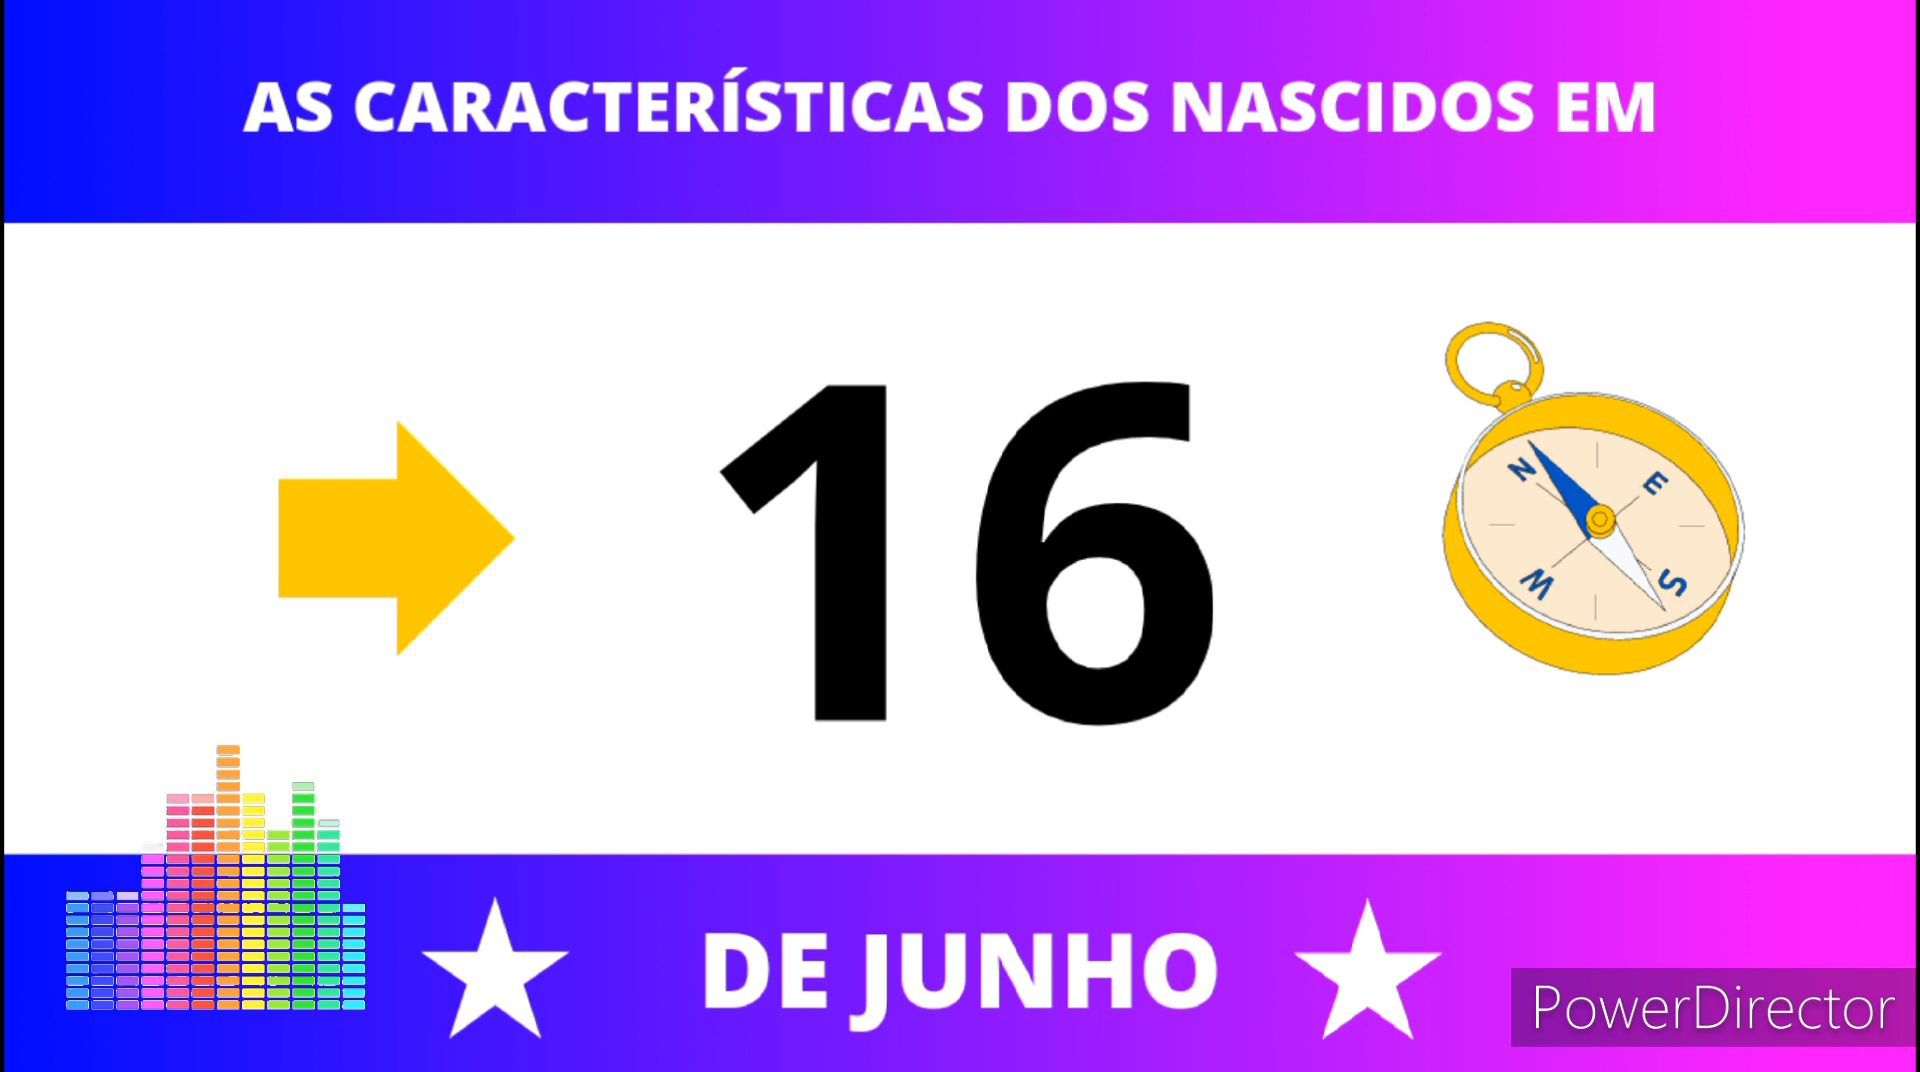 AS CARACTERÍSTICAS DOS NASCIDOS EM
16
N
E
W
S
DE JUNHO
PowerDirector